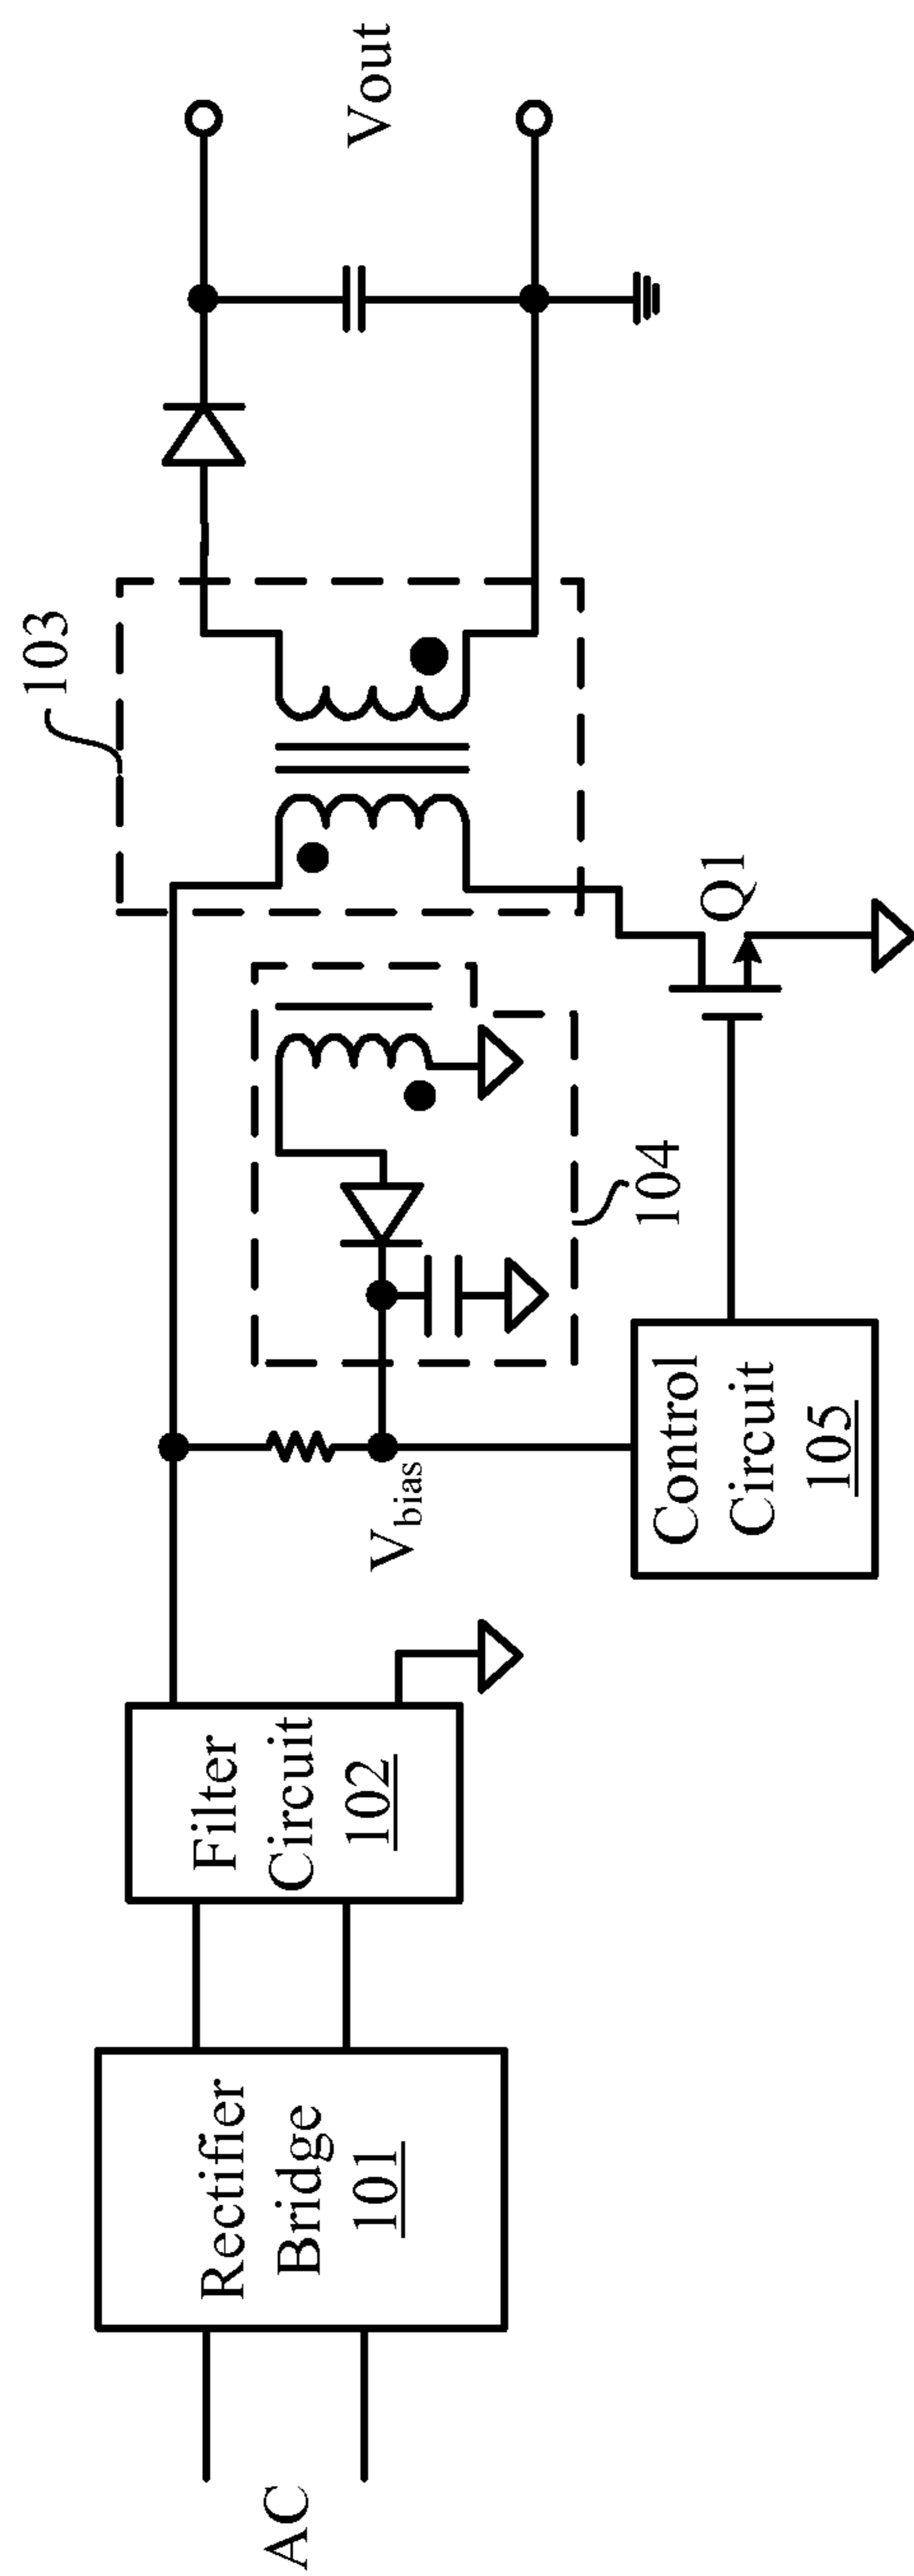 AC
Rectifier
Bridge
101
Filter
Circuit
102
Vbias
Control
Circuit
105
104
Q1
103
Vout